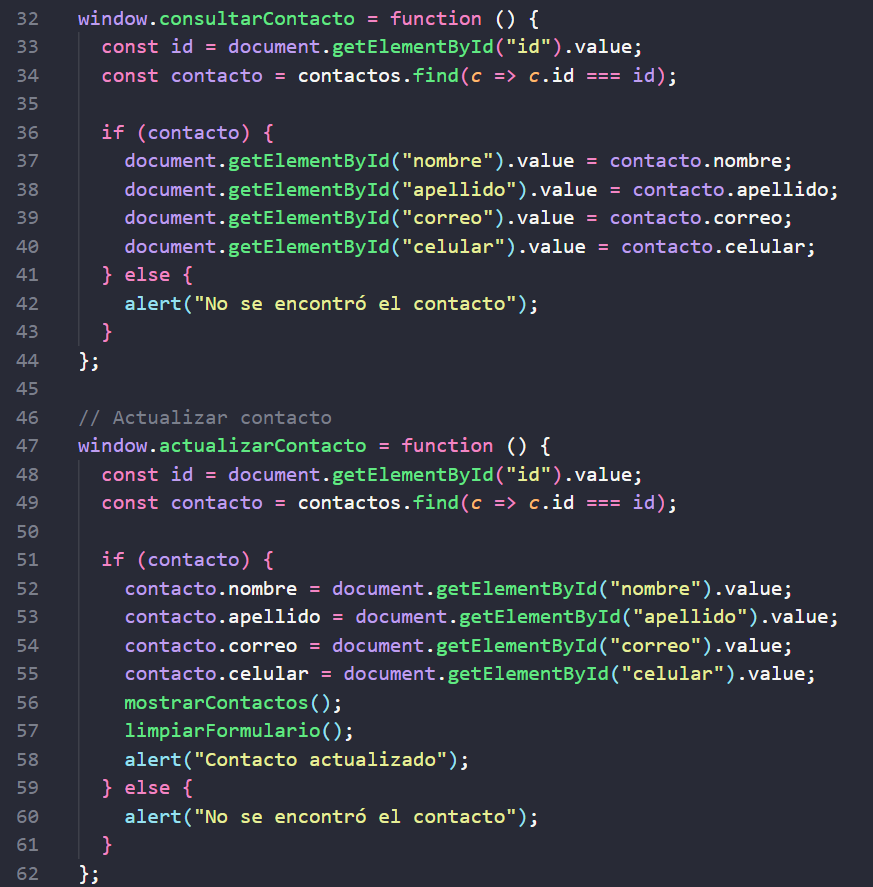 32 window.consultarContacto = function () {
33   const id = document.getElementById("id").value;
34   const contacto = contactos.find(c => c.id === id);
35
36   if (contacto) {
37     document.getElementById("nombre").value = contacto.nombre;
38     document.getElementById("apellido").value = contacto.apellido;
39     document.getElementById("correo").value = contacto.correo;
40     document.getElementById("celular").value = contacto.celular;
41   } else {
42     alert("No se encontró el contacto");
43   }
44 };
45
46 // Actualizar contacto
47 window.actualizarContacto = function () {
48   const id = document.getElementById("id").value;
49   const contacto = contactos.find(c => c.id === id);
50
51   if (contacto) {
52     contacto.nombre = document.getElementById("nombre").value;
53     contacto.apellido = document.getElementById("apellido").value;
54     contacto.correo = document.getElementById("correo").value;
55     contacto.celular = document.getElementById("celular").value;
56     mostrarContactos();
57     limpiarFormulario();
58     alert("Contacto actualizado");
59   } else {
60     alert("No se encontró el contacto");
61   }
62 };